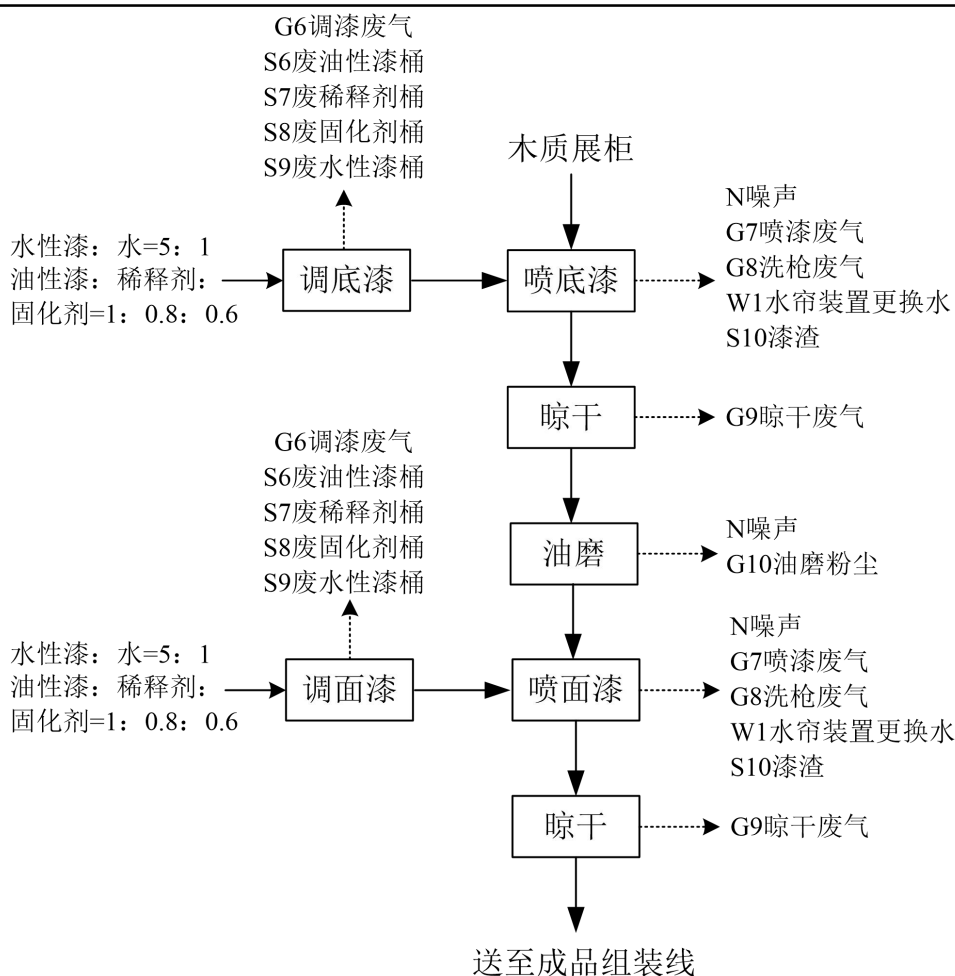 G6调漆废气
S6废油性漆桶
S7废稀释剂桶
S8废固化剂桶
S9废水性漆桶
木质展柜
水性漆：水=5：1
油性漆：稀释剂：
固化剂=1：0.8：0.6
调底漆
喷底漆
N噪声
G7喷漆废气
G8洗枪废气
W1水帘装置更换水
S10漆渣
晾干
G9晾干废气
G6调漆废气
S6废油性漆桶
S7废稀释剂桶
S8废固化剂桶
S9废水性漆桶
油磨
N噪声
G10油磨粉尘
水性漆：水=5：1
油性漆：稀释剂：
固化剂=1：0.8：0.6
调面漆
喷面漆
N噪声
G7喷漆废气
G8洗枪废气
W1水帘装置更换水
S10漆渣
晾干
G9晾干废气
送至成品组装线